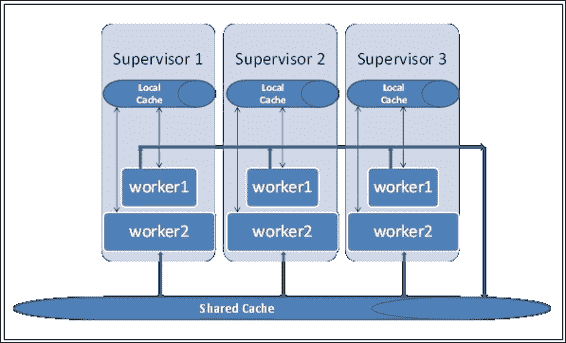 Supervisor 1
Supervisor 2
Supervisor 3
Local
Cache
Local
Cache
Local
Cache
worker1
worker1
worker1
worker2
worker2
worker2
Shared Cache